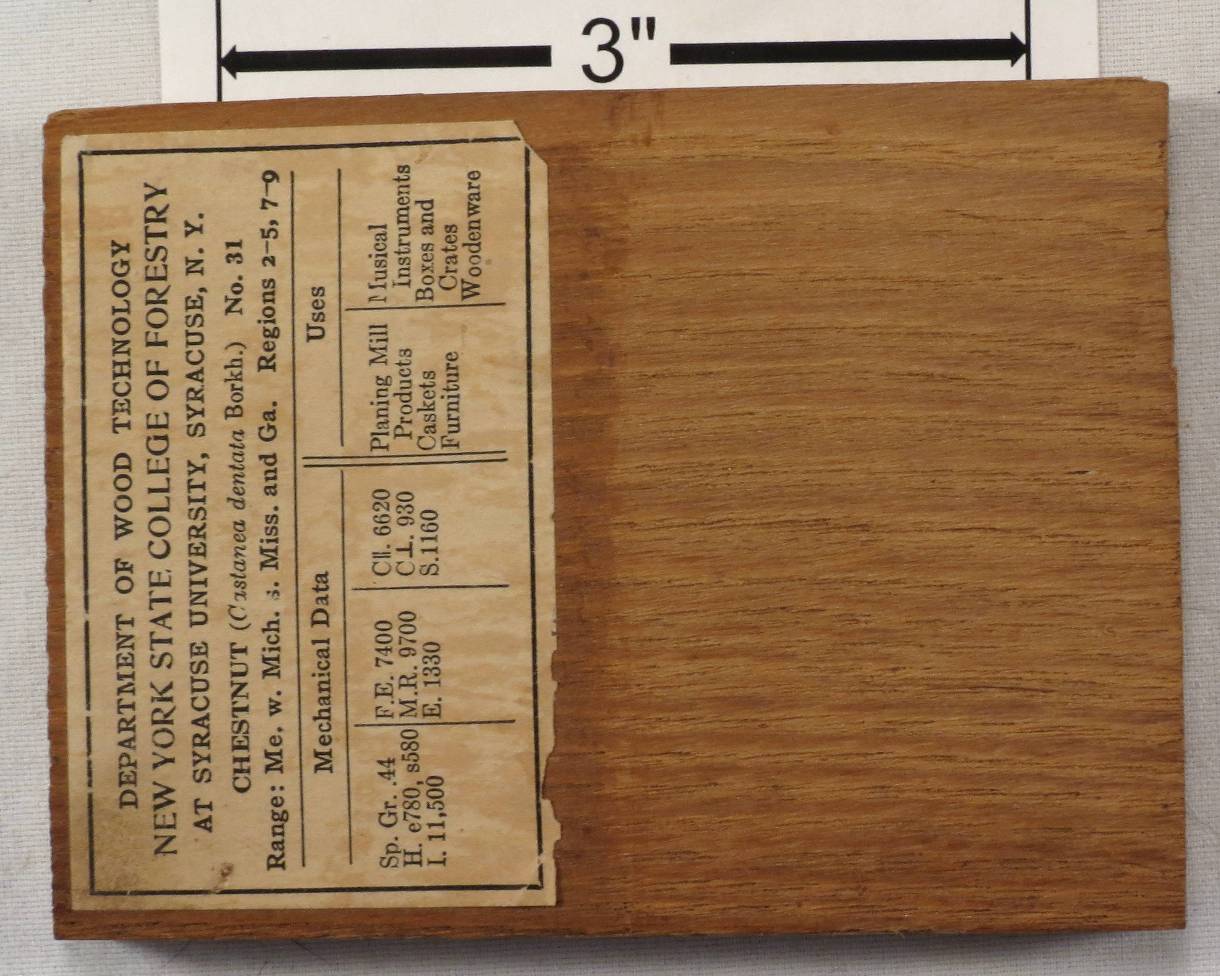 3"
DEPARTMENT OF WOOD TECHNOLOGY
NEW YORK STATE COLLEGE OF FORESTRY
AT SYRACUSE UNIVERSITY, SYRACUSE, N. Y.
CHESTNUT (Castanea dentata Borkh.) No. 31
Range: Me. w. Mich. s. Miss. and Ga. Regions 2-5, 7-9
Mechanical Data
Sp. Gr. .44
H. e780, s580
I. 11,500
F.E. 7400
M.R. 9700
E. 1330
C||. 6620
C⊥. 930
S. 1160
Uses
Planing Mill
Products
Caskets
Furniture
Musical
Instruments
Boxes and
Crates
Woodenware